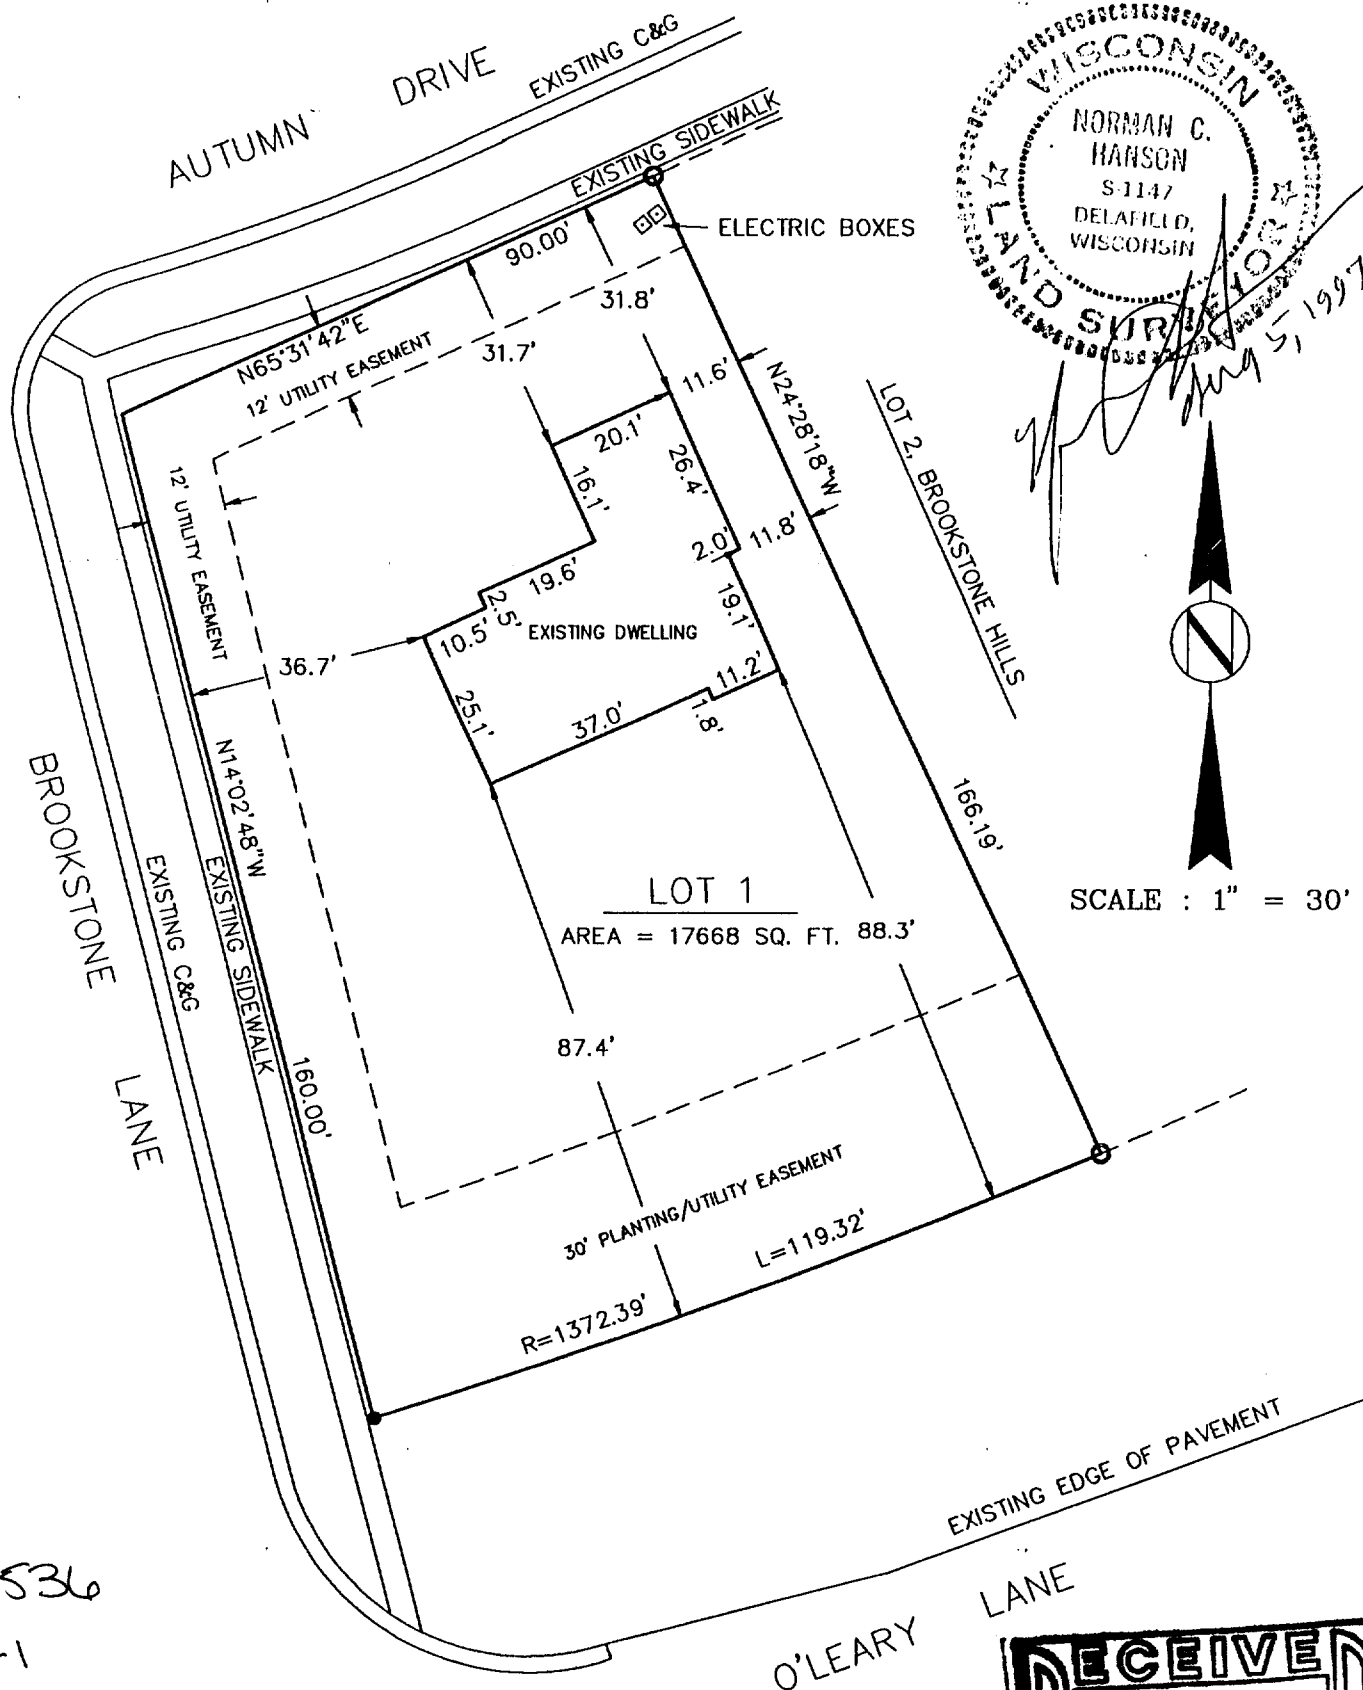 AUTUMN DRIVE
EXISTING C&G
EXISTING SIDEWALK
WISCONSIN
LAND SURVEYOR
NORMAN C.
HANSON
S-1147
DELAFIELD,
WISCONSIN
Aug 5, 1997
ELECTRIC BOXES
90.00'
N65°31'42"E
12' UTILITY EASEMENT
31.8'
31.7'
11.6'
20.1'
N24°28'18"W
LOT 2, BROOKSTONE HILLS
26.4'
16.1'
12' UTILITY EASEMENT
2.0'
11.8'
19.6'
2.5'
19.1'
10.5'
EXISTING DWELLING
36.7'
11.2'
25.1'
37.0'
1.8'
N
N14°02'48"W
BROOKSTONE LANE
EXISTING C&G
EXISTING SIDEWALK
166.19'
SCALE : 1" = 30'
LOT 1
AREA = 17668 SQ. FT.
88.3'
87.4'
160.00'
30' PLANTING/UTILITY EASEMENT
L=119.32'
R=1372.39'
EXISTING EDGE OF PAVEMENT
O'LEARY LANE
536
-1
RECEIVED